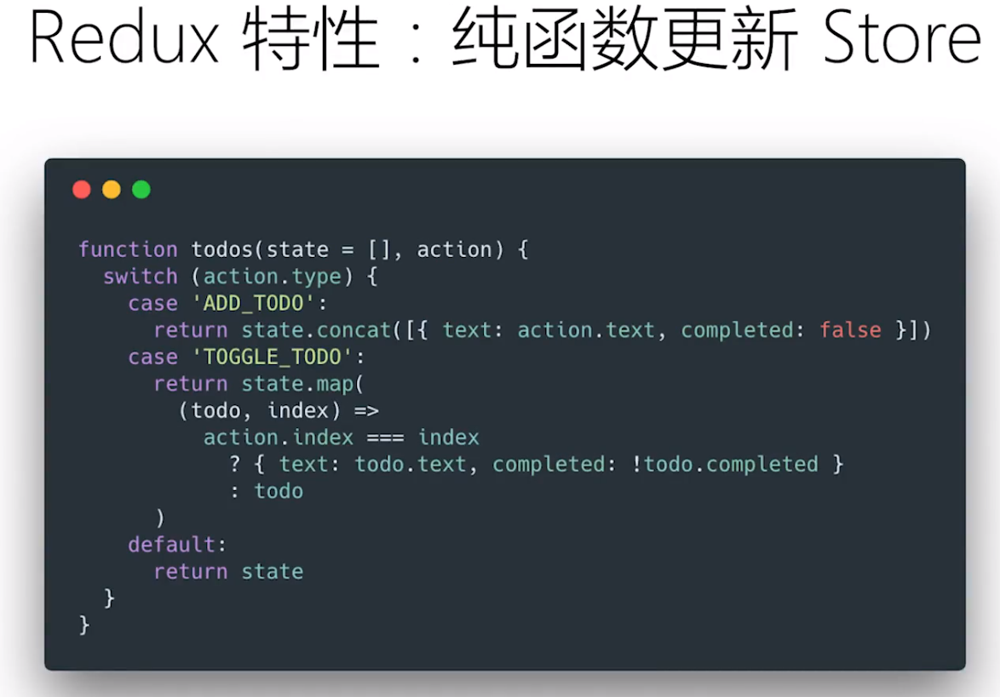 Redux 特性：纯函数更新 Store
function todos(state = [], action) {
  switch (action.type) {
    case 'ADD_TODO':
      return state.concat([{ text: action.text, completed: false }])
    case 'TOGGLE_TODO':
      return state.map(
        (todo, index) =>
          action.index === index
            ? { text: todo.text, completed: !todo.completed }
            : todo
      )
    default:
      return state
  }
}